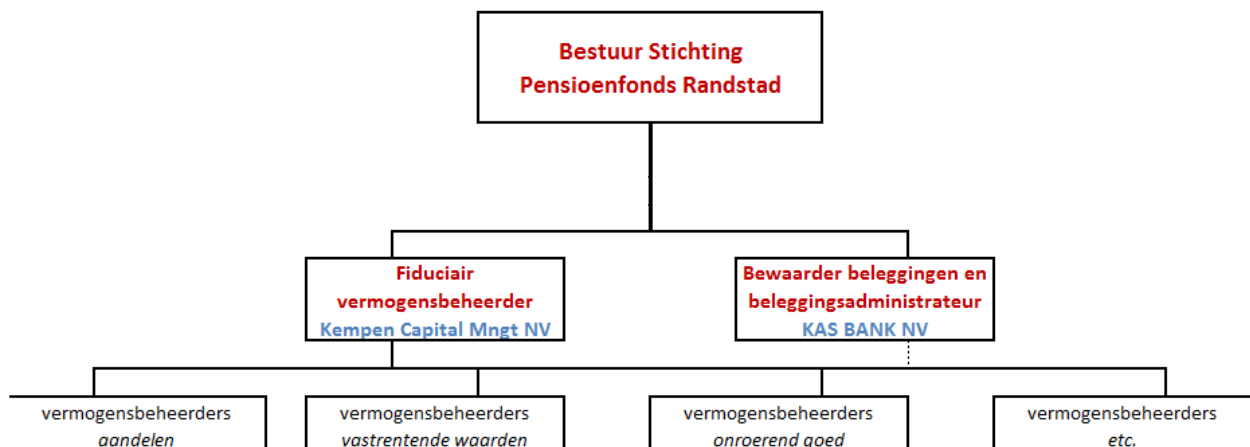 Bestuur Stichting
Pensioenfonds Randstad
Fiduciair
vermogensbeheerder
Kempen Capital Mngt NV
Bewaarder beleggingen en
beleggingsadministrateur
KAS BANK NV
vermogensbeheerders
aandelen
vermogensbeheerders
vastrentende waarden
vermogensbeheerders
onroerend goed
vermogensbeheerders
etc.